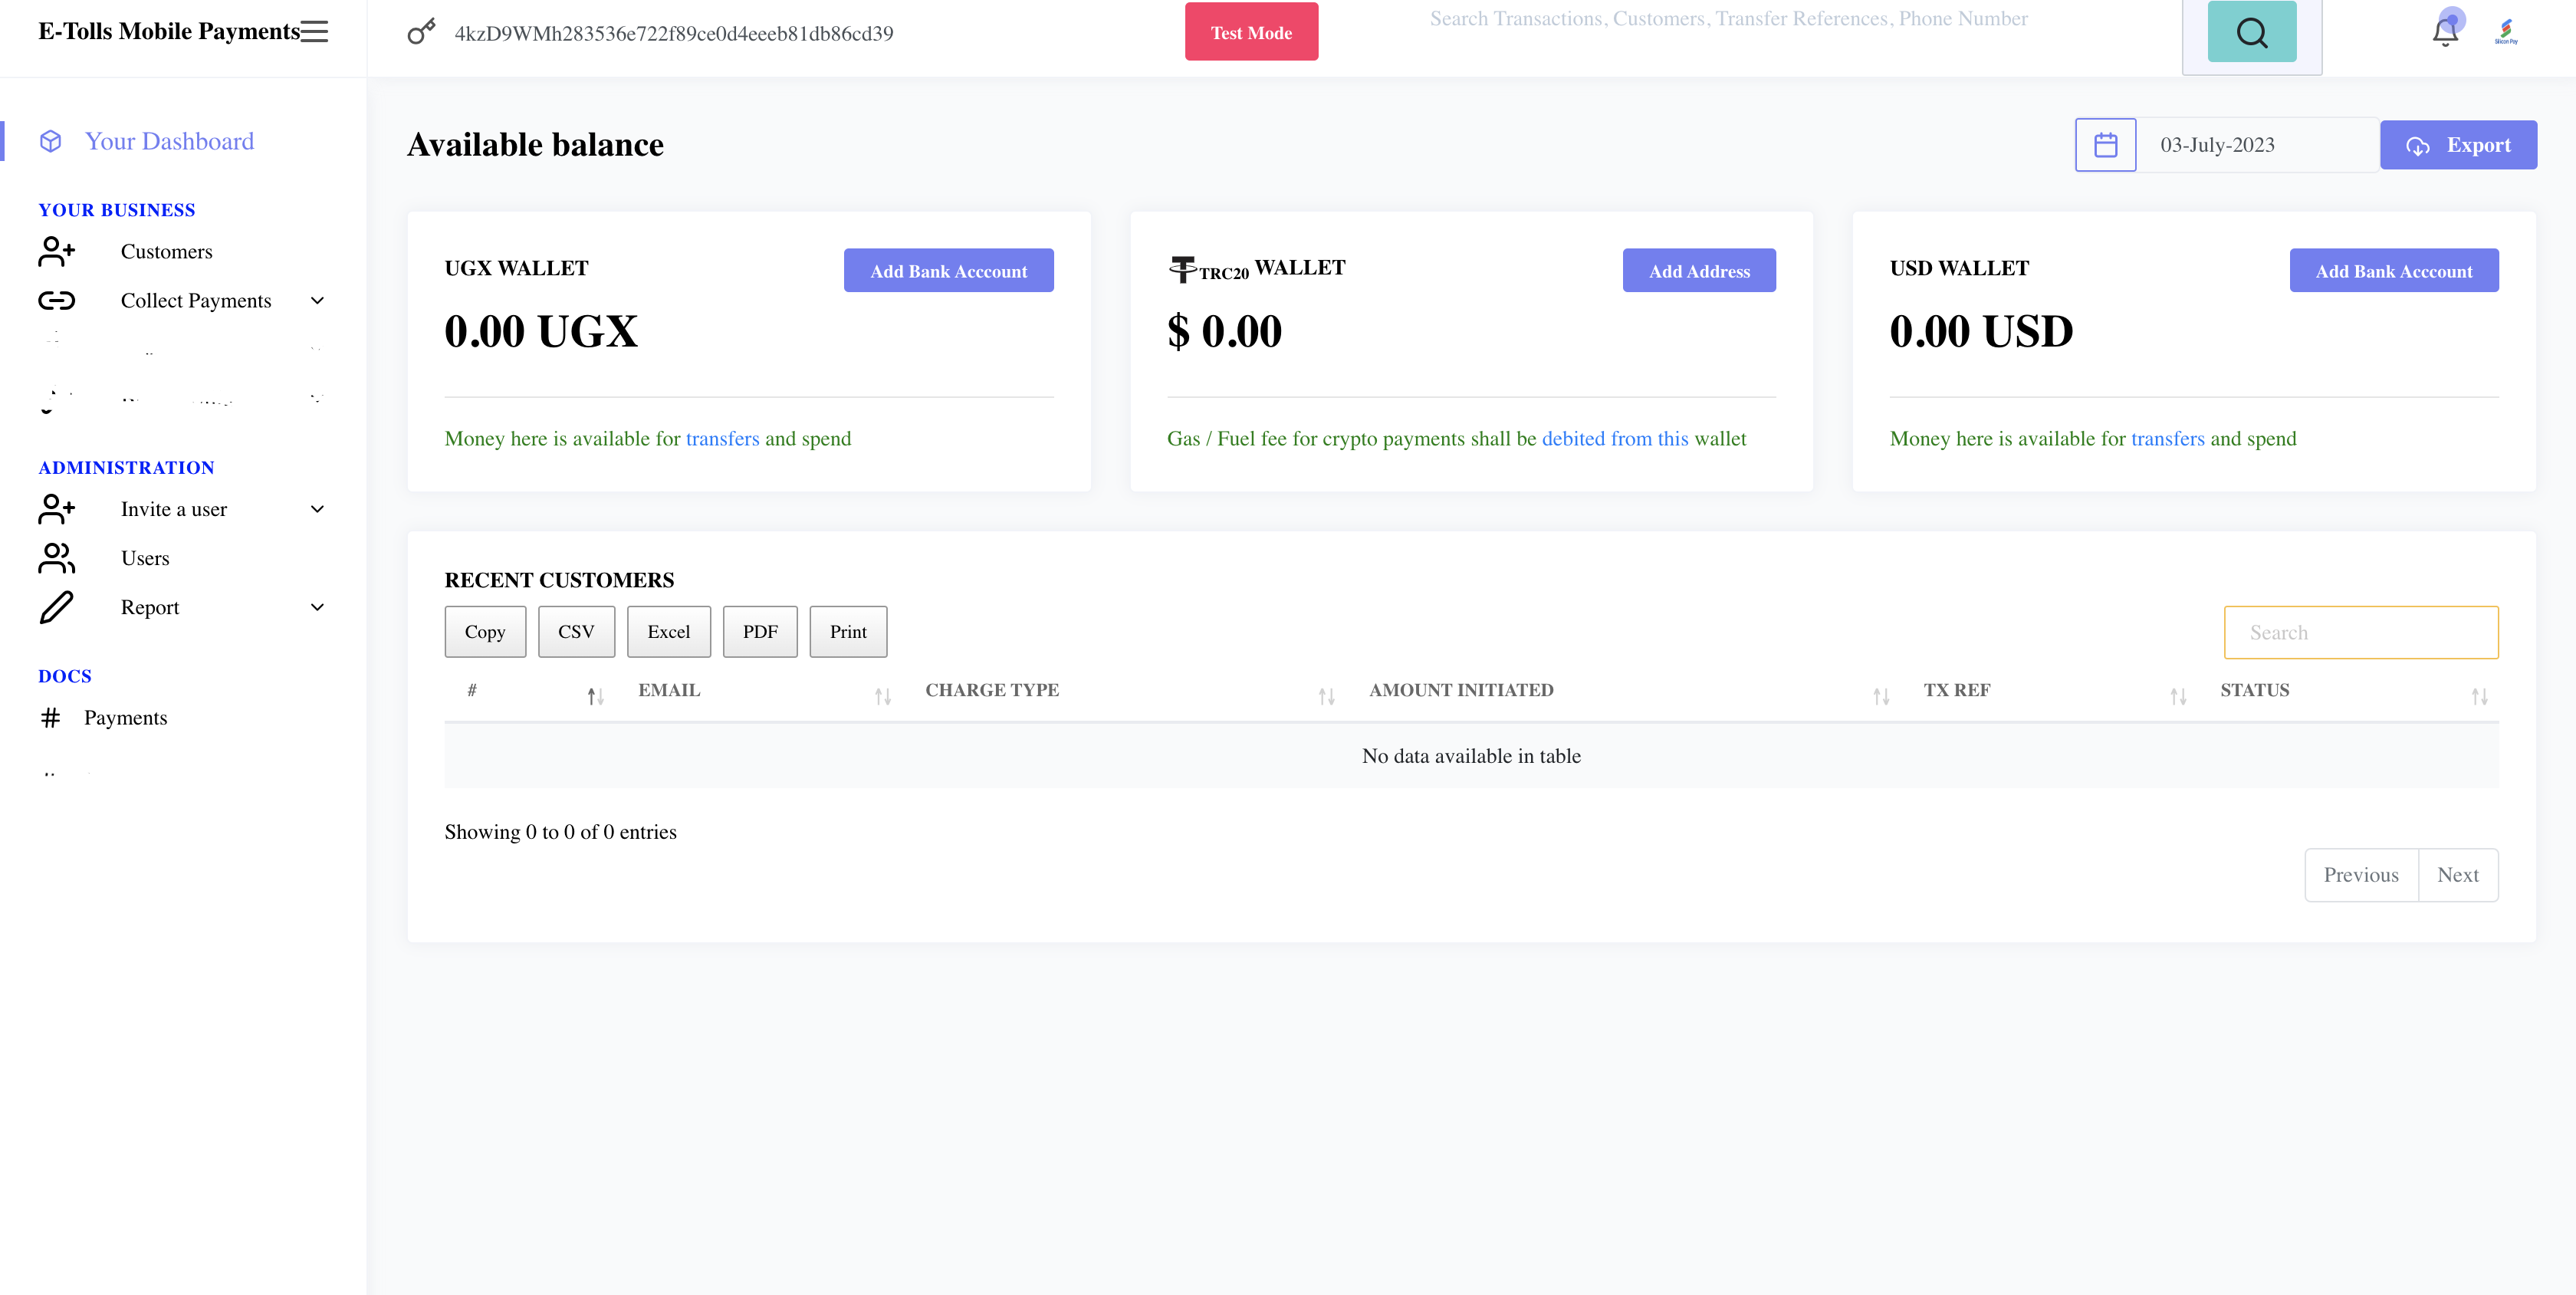 E-Tolls Mobile Payments
4kzD9WMh283536e722f89ce0d4eeeb81db86cd39
Test Mode
Search Transactions, Customers, Transfer References, Phone Number
Silicon Pay
Your Dashboard
YOUR BUSINESS
Customers
Collect Payments
ADMINISTRATION
Invite a user
Users
Report
DOCS
# Payments
Available balance
03-July-2023
Export
UGX WALLET
Add Bank Acccount
0.00 UGX
Money here is available for transfers and spend
TRC20 WALLET
Add Address
$ 0.00
Gas / Fuel fee for crypto payments shall be debited from this wallet
USD WALLET
Add Bank Acccount
0.00 USD
Money here is available for transfers and spend
RECENT CUSTOMERS
Copy CSV Excel PDF Print
Search
# EMAIL CHARGE TYPE AMOUNT INITIATED TX REF STATUS
No data available in table
Showing 0 to 0 of 0 entries
Previous Next